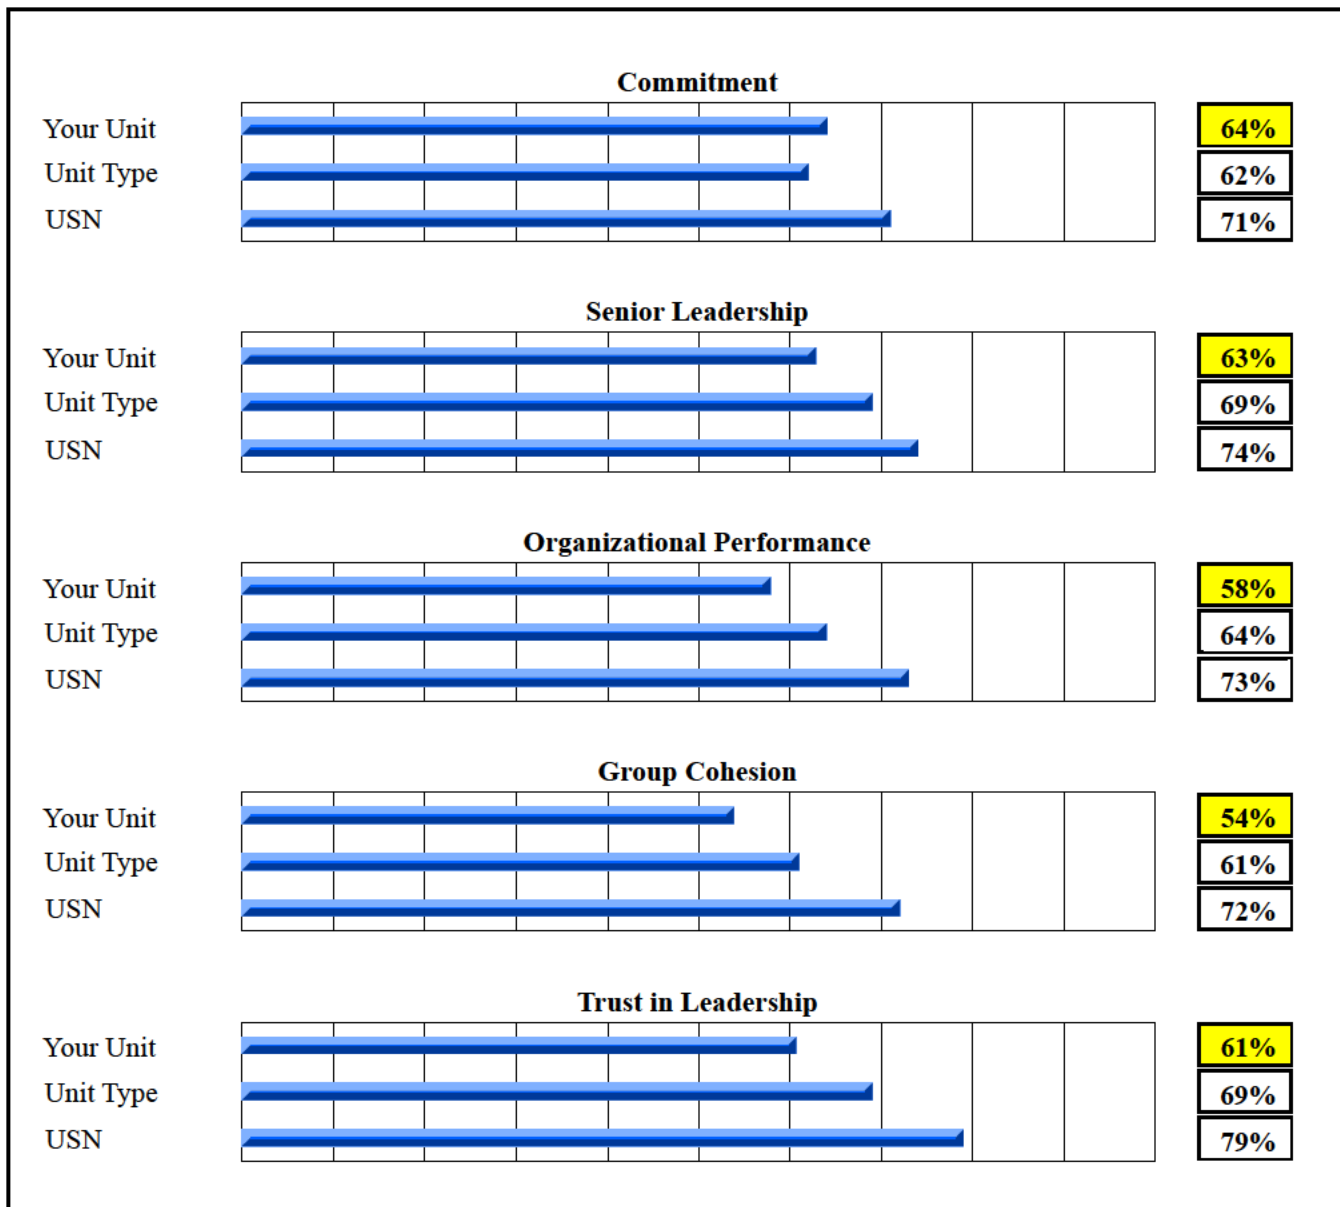 Commitment
Your Unit 64%
Unit Type 62%
USN 71%
Senior Leadership
Your Unit 63%
Unit Type 69%
USN 74%
Organizational Performance
Your Unit 58%
Unit Type 64%
USN 73%
Group Cohesion
Your Unit 54%
Unit Type 61%
USN 72%
Trust in Leadership
Your Unit 61%
Unit Type 69%
USN 79%